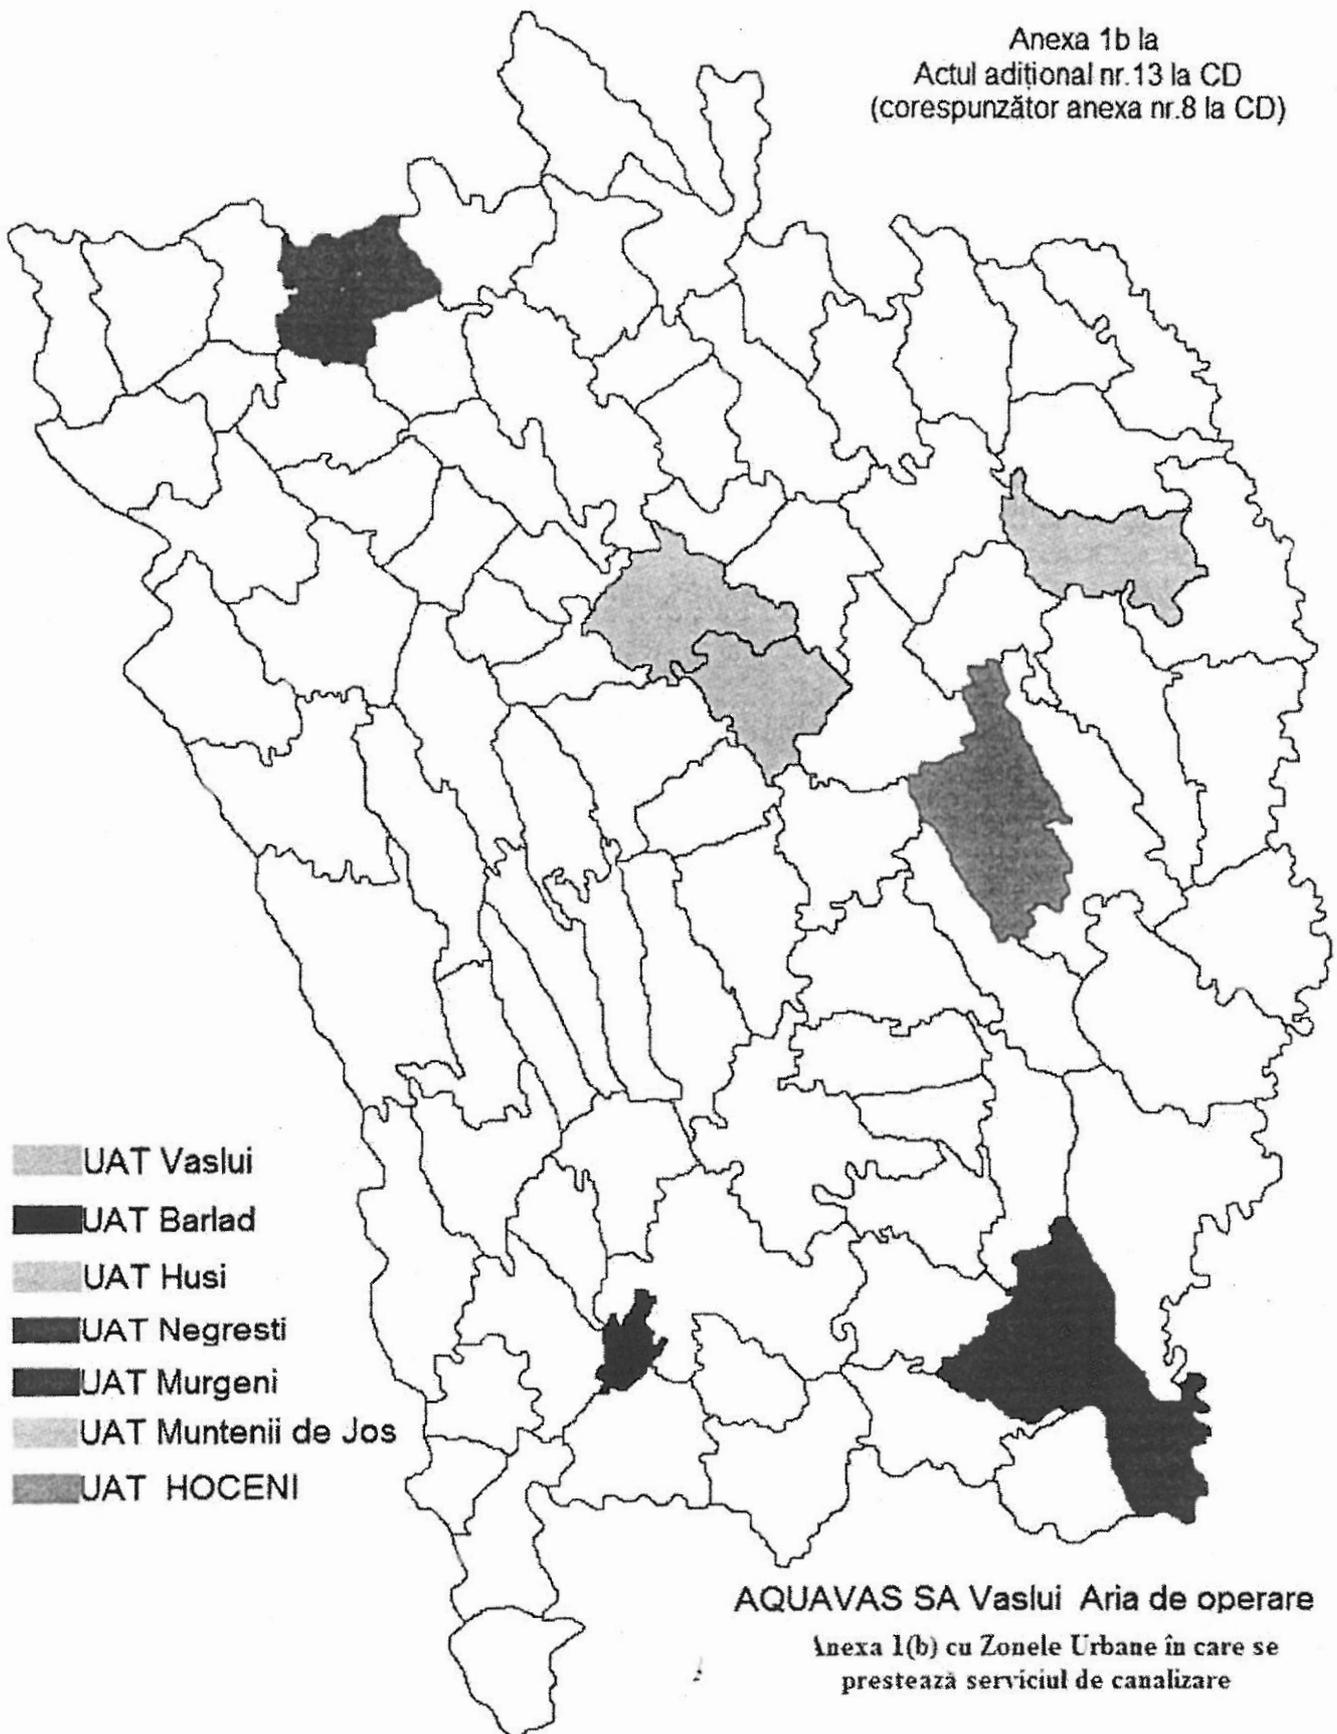 Anexa 1b la
Actul adițional nr.13 la CD
(corespunzător anexa nr.8 la CD)
UAT Vaslui
UAT Barlad
UAT Husi
UAT Negresti
UAT Murgeni
UAT Muntenii de Jos
UAT HOCENI
AQUAVAS SA Vaslui Aria de operare
Anexa 1(b) cu Zonele Urbane în care se
prestează serviciul de canalizare